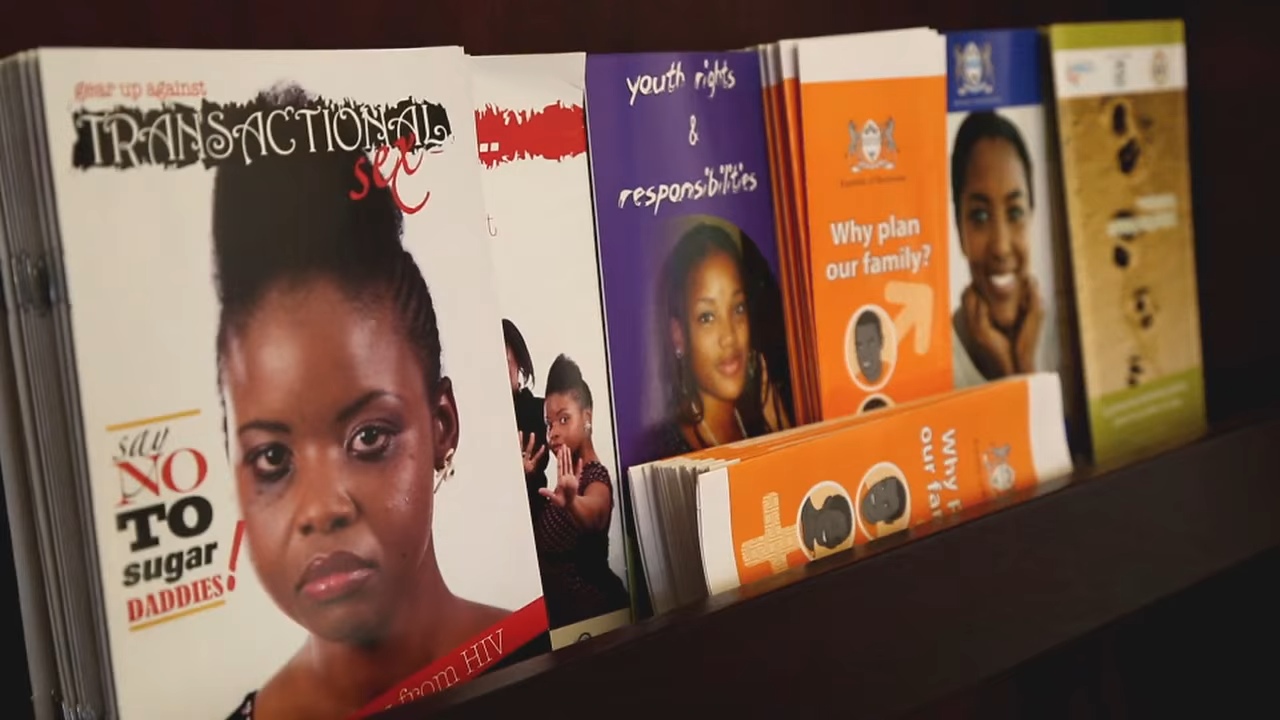 gear up against
TRANSACTIONAL
sex
say
NO
TO
sugar
DADDIES!
from HIV
youth rights
&
responsibilities
Why plan
our family?
Why P
our fa